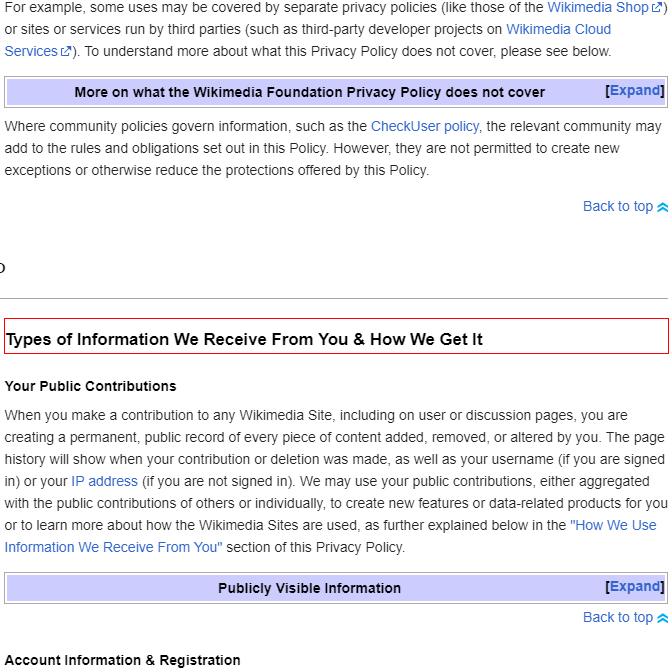 For example, some uses may be covered by separate privacy policies (like those of the Wikimedia Shop)
or sites or services run by third parties (such as third-party developer projects on Wikimedia Cloud
Services). To understand more about what this Privacy Policy does not cover, please see below.
More on what the Wikimedia Foundation Privacy Policy does not cover [Expand]
Where community policies govern information, such as the CheckUser policy, the relevant community may
add to the rules and obligations set out in this Policy. However, they are not permitted to create new
exceptions or otherwise reduce the protections offered by this Policy.
Back to top
Types of Information We Receive From You & How We Get It
Your Public Contributions
When you make a contribution to any Wikimedia Site, including on user or discussion pages, you are
creating a permanent, public record of every piece of content added, removed, or altered by you. The page
history will show when your contribution or deletion was made, as well as your username (if you are signed
in) or your IP address (if you are not signed in). We may use your public contributions, either aggregated
with the public contributions of others or individually, to create new features or data-related products for you
or to learn more about how the Wikimedia Sites are used, as further explained below in the "How We Use
Information We Receive From You" section of this Privacy Policy.
Publicly Visible Information [Expand]
Back to top
Account Information & Registration